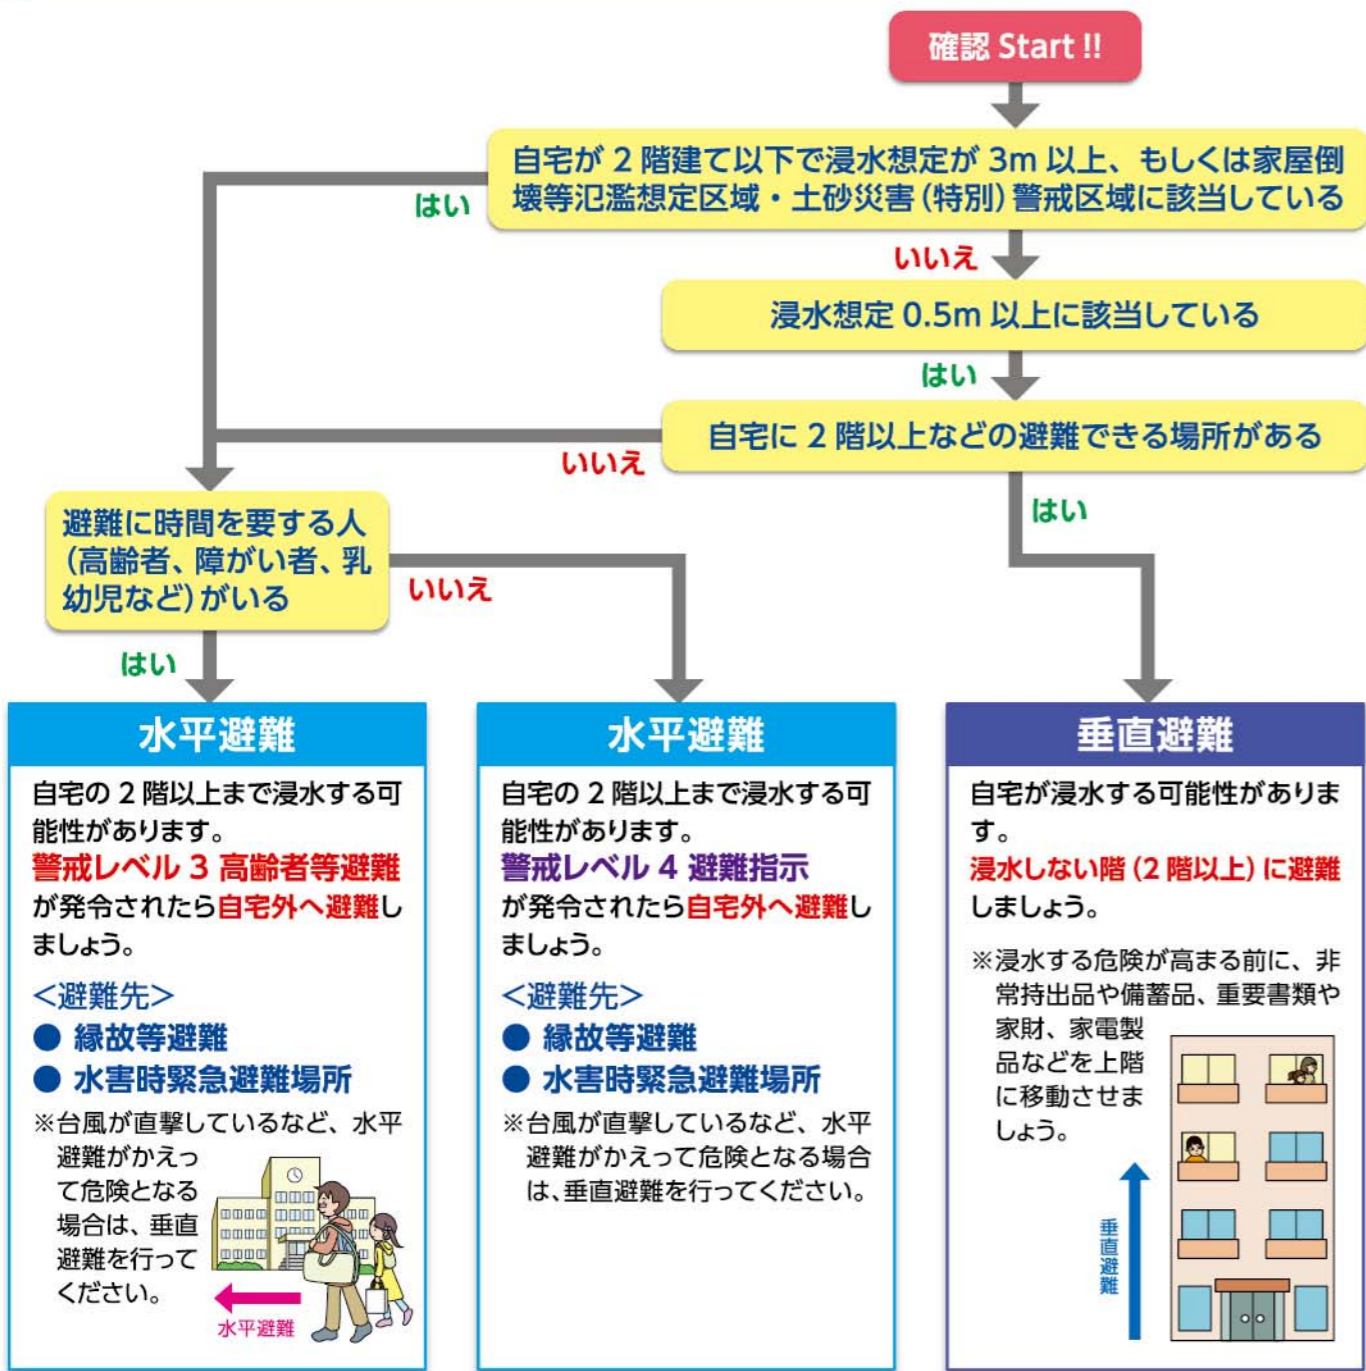 確認 Start !!
自宅が 2 階建て以下で浸水想定が 3m 以上、もしくは家屋倒
壊等氾濫想定区域・土砂災害(特別)警戒区域に該当している
はい
いいえ
浸水想定 0.5m 以上に該当している
はい
自宅に 2 階以上などの避難できる場所がある
いいえ
はい
避難に時間を要する人
(高齢者、障がい者、乳
幼児など)がいる
いいえ
はい
水平避難
自宅の 2 階以上まで浸水する可
能性があります。
警戒レベル 3 高齢者等避難
が発令されたら自宅外へ避難し
ましょう。
<避難先>
● 縁故等避難
● 水害時緊急避難場所
※台風が直撃しているなど、水平
避難がかえっ
て危険となる
場合は、垂直
避難を行って
ください。
水平避難
水平避難
自宅の 2 階以上まで浸水する可
能性があります。
警戒レベル 4 避難指示
が発令されたら自宅外へ避難し
ましょう。
<避難先>
● 縁故等避難
● 水害時緊急避難場所
※台風が直撃しているなど、水平
避難がかえって危険となる場合
は、垂直避難を行ってください。
垂直避難
自宅が浸水する可能性がありま
す。
浸水しない階(2 階以上)に避難
しましょう。
※浸水する危険が高まる前に、非
常持出品や備蓄品、重要書類や
家財、家電製
品などを上階
に移動させま
しょう。
垂直避難